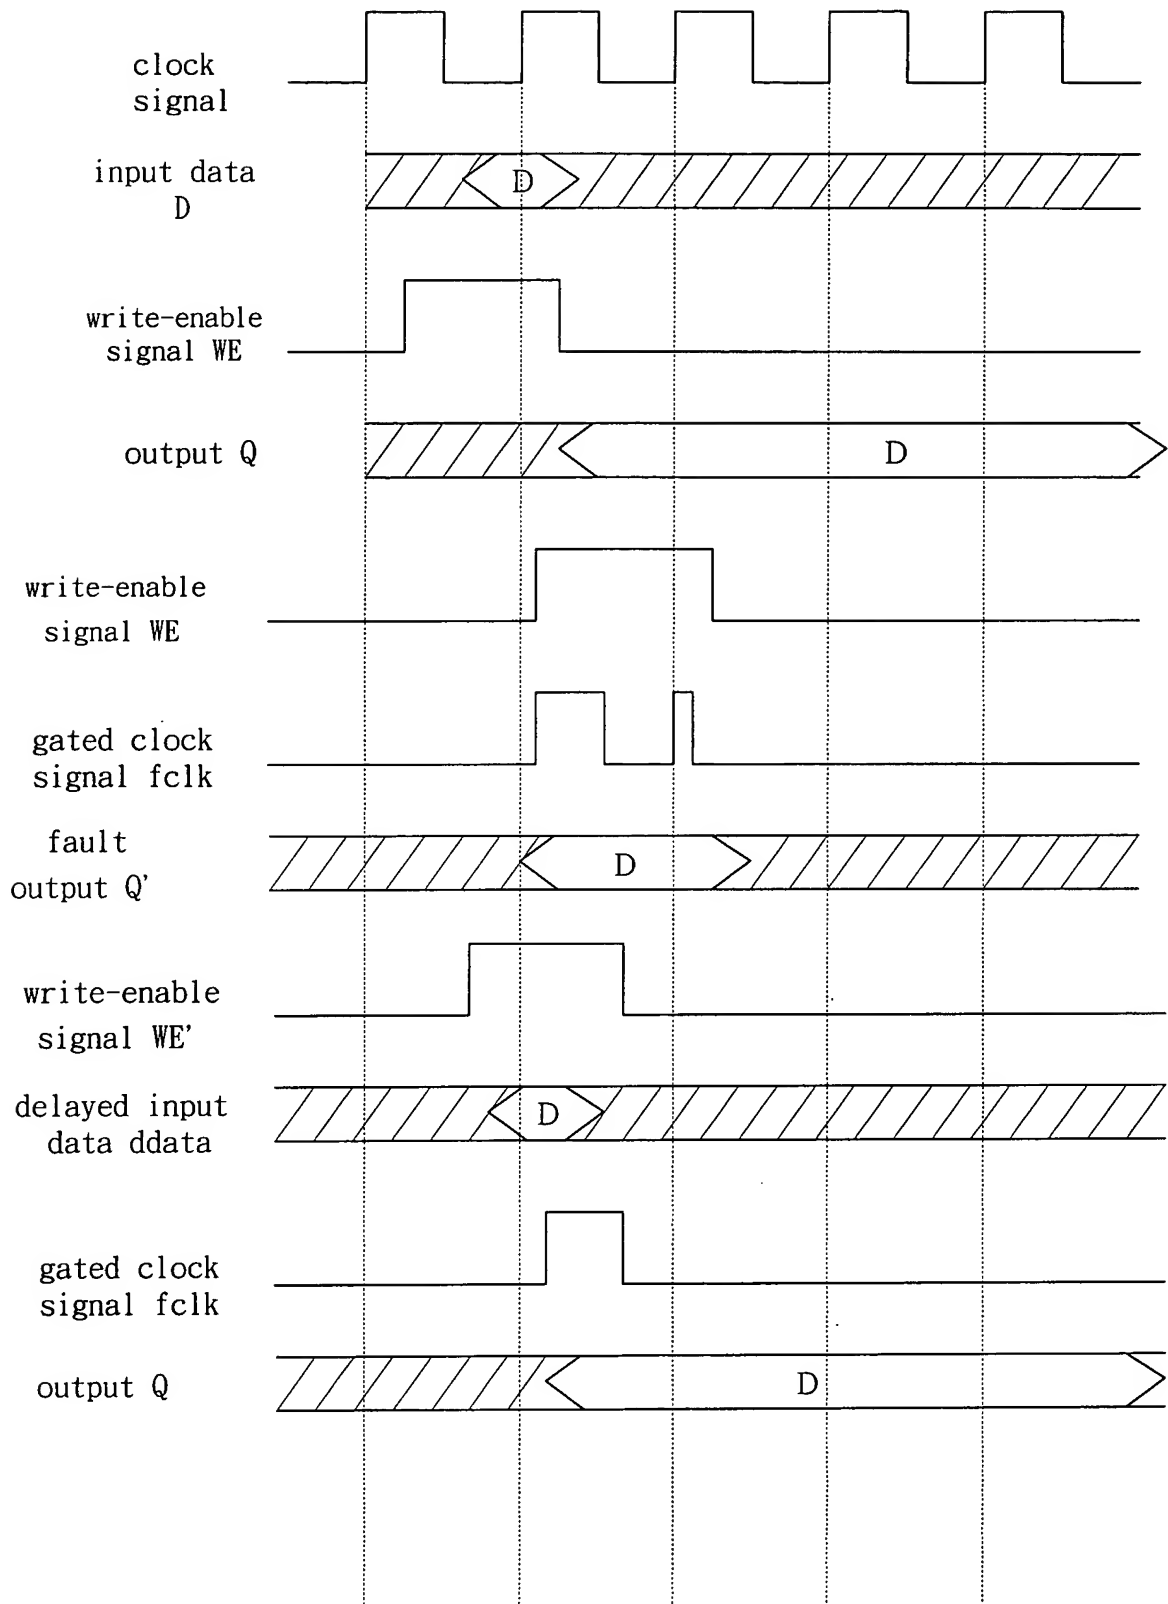 clock
signal
input data
D
D
write-enable
signal WE
output Q
D
write-enable
signal WE
gated clock
signal fclk
fault
output Q'
D
write-enable
signal WE'
delayed input
data ddata
D
gated clock
signal fclk
output Q
D